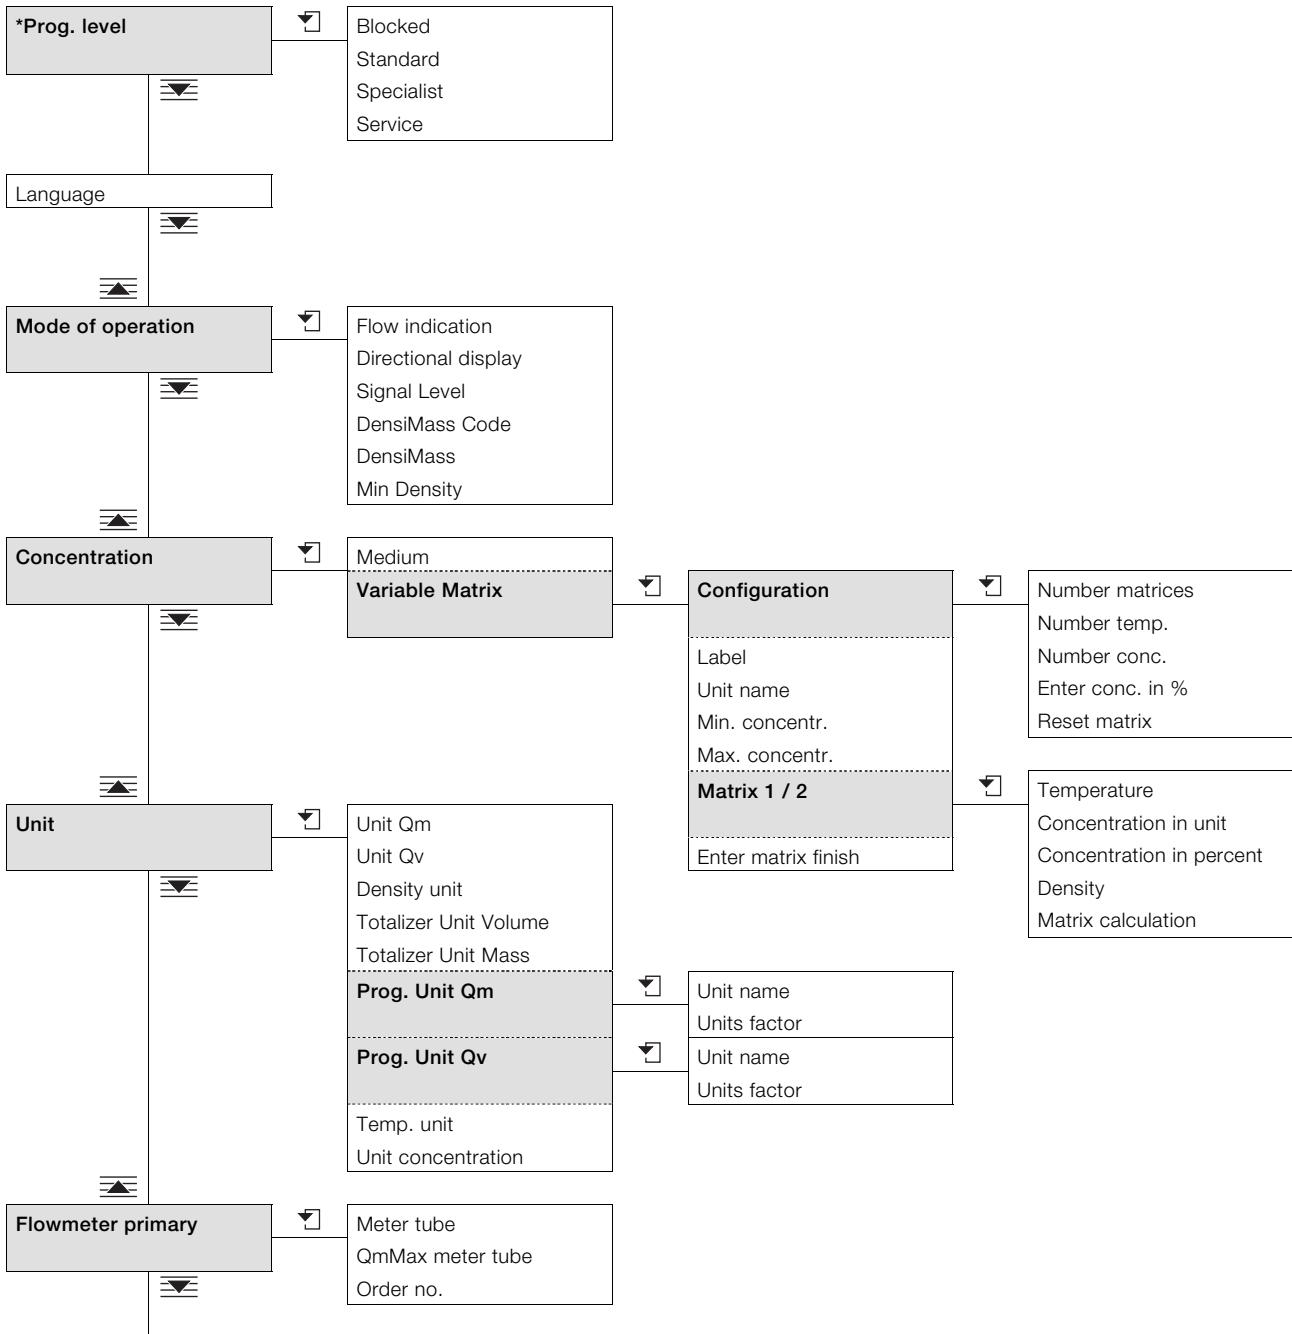 *Prog. level
Blocked
Standard
Specialist
Service
Language
Mode of operation
Flow indication
Directional display
Signal Level
DensiMass Code
DensiMass
Min Density
Concentration
Medium
Variable Matrix
Configuration
Label
Unit name
Min. concentr.
Max. concentr.
Matrix 1 / 2
Enter matrix finish
Number matrices
Number temp.
Number conc.
Enter conc. in %
Reset matrix
Temperature
Concentration in unit
Concentration in percent
Density
Matrix calculation
Unit
Unit Qm
Unit Qv
Density unit
Totalizer Unit Volume
Totalizer Unit Mass
Prog. Unit Qm
Unit name
Units factor
Prog. Unit Qv
Unit name
Units factor
Temp. unit
Unit concentration
Flowmeter primary
Meter tube
QmMax meter tube
Order no.